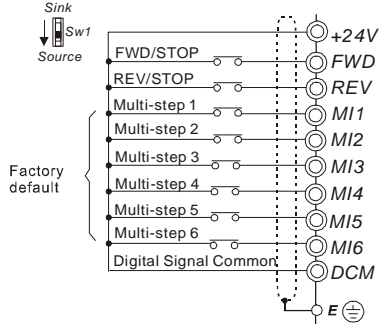 Sink
Sw1
Source
+24V
FWD/STOP
FWD
REV/STOP
REV
Multi-step 1
MI1
Multi-step 2
MI2
Multi-step 3
MI3
Factory
default
Multi-step 4
MI4
Multi-step 5
MI5
Multi-step 6
MI6
Digital Signal Common
DCM
E